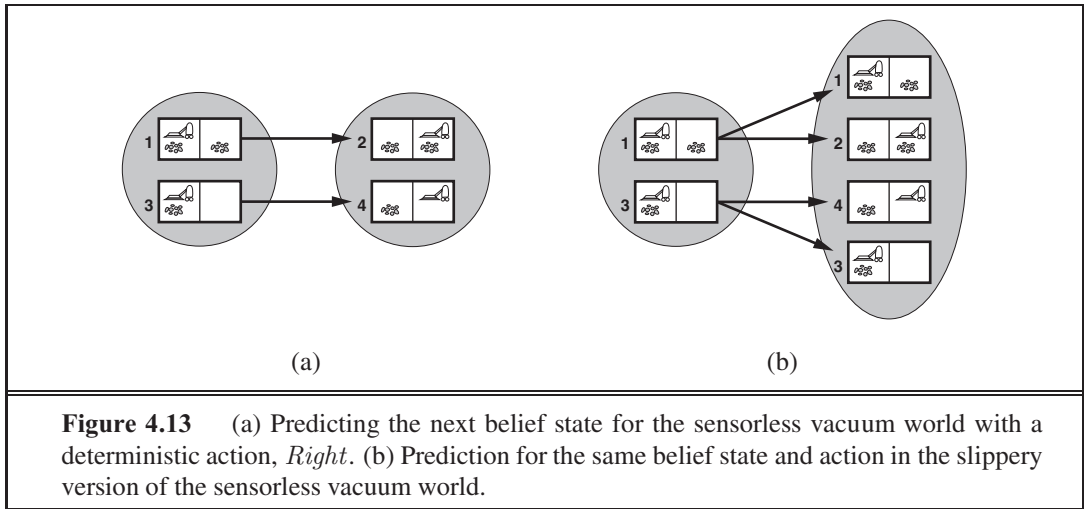 1
2
3
4
1
3
1
2
4
3
(a)
(b)
Figure 4.13 (a) Predicting the next belief state for the sensorless vacuum world with a
deterministic action, Right. (b) Prediction for the same belief state and action in the slippery
version of the sensorless vacuum world.